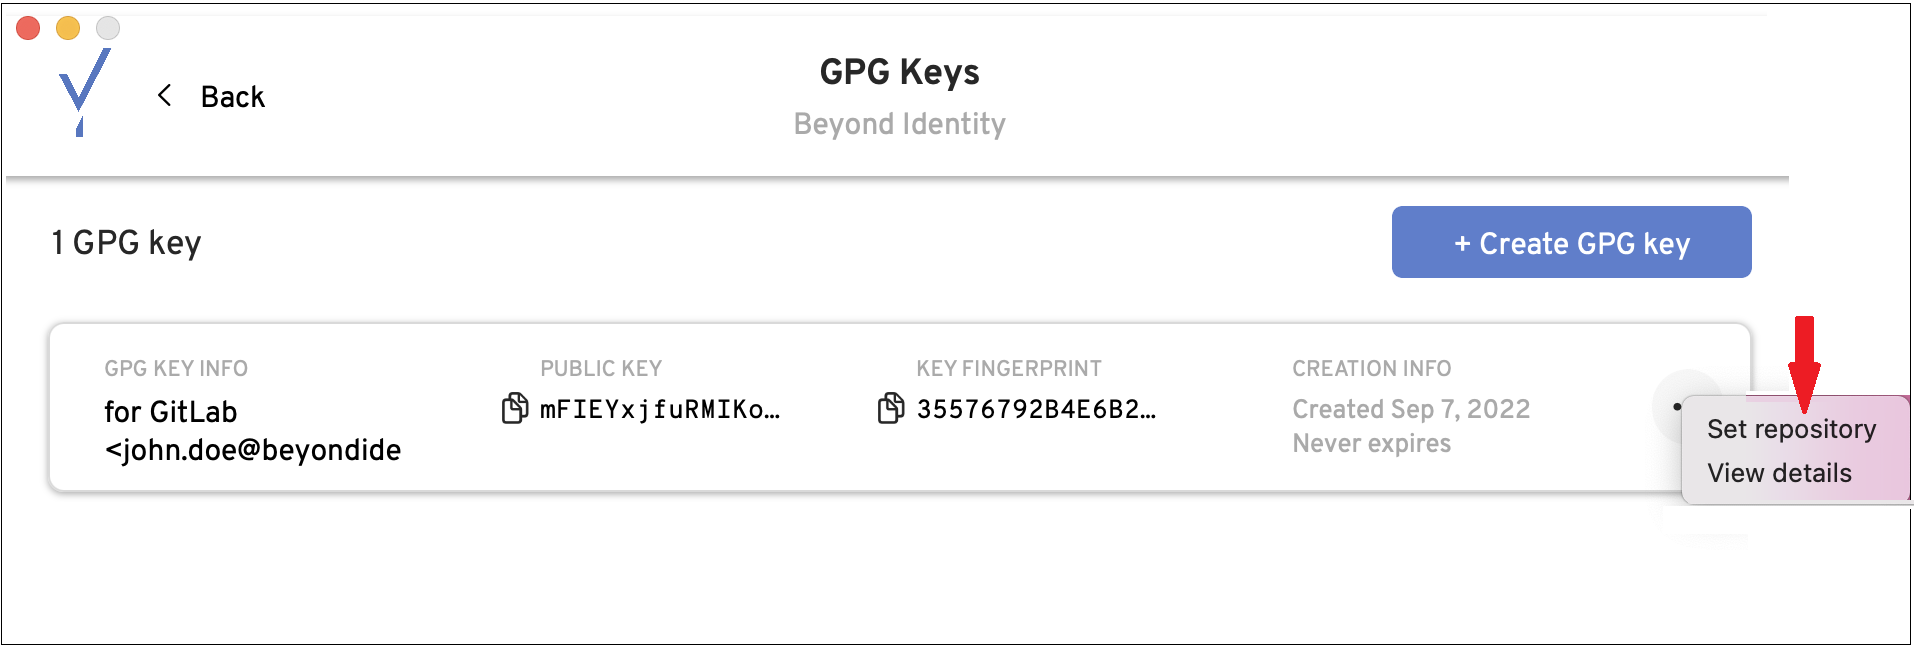 GPG Keys
< Back
Beyond Identity
1 GPG key
+ Create GPG key
GPG KEY INFO
PUBLIC KEY
KEY FINGERPRINT
CREATION INFO
for GitLab
<john.doe@beyondide
mFIEYxjfuRMIKo...
35576792B4E6B2...
Created Sep 7, 2022
Never expires
Set repository
View details